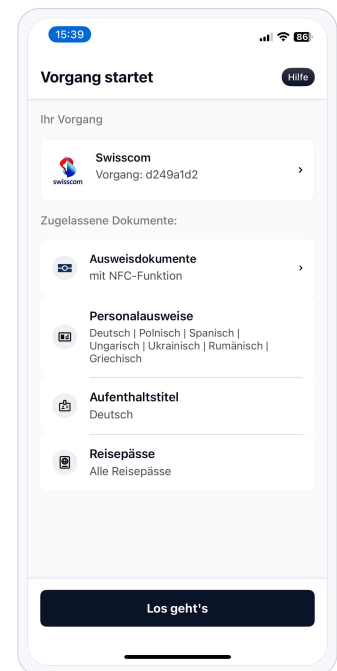 15:39
86
Vorgang startet
Hilfe
Ihr Vorgang
swisscom
Swisscom
Vorgang: d249a1d2
Zugelassene Dokumente:
Ausweisdokumente
mit NFC-Funktion
Personalausweise
Deutsch | Polnisch | Spanisch |
Ungarisch | Ukrainisch | Rumänisch |
Griechisch
Aufenthaltstitel
Deutsch
Reisepässe
Alle Reisepässe
Los geht's